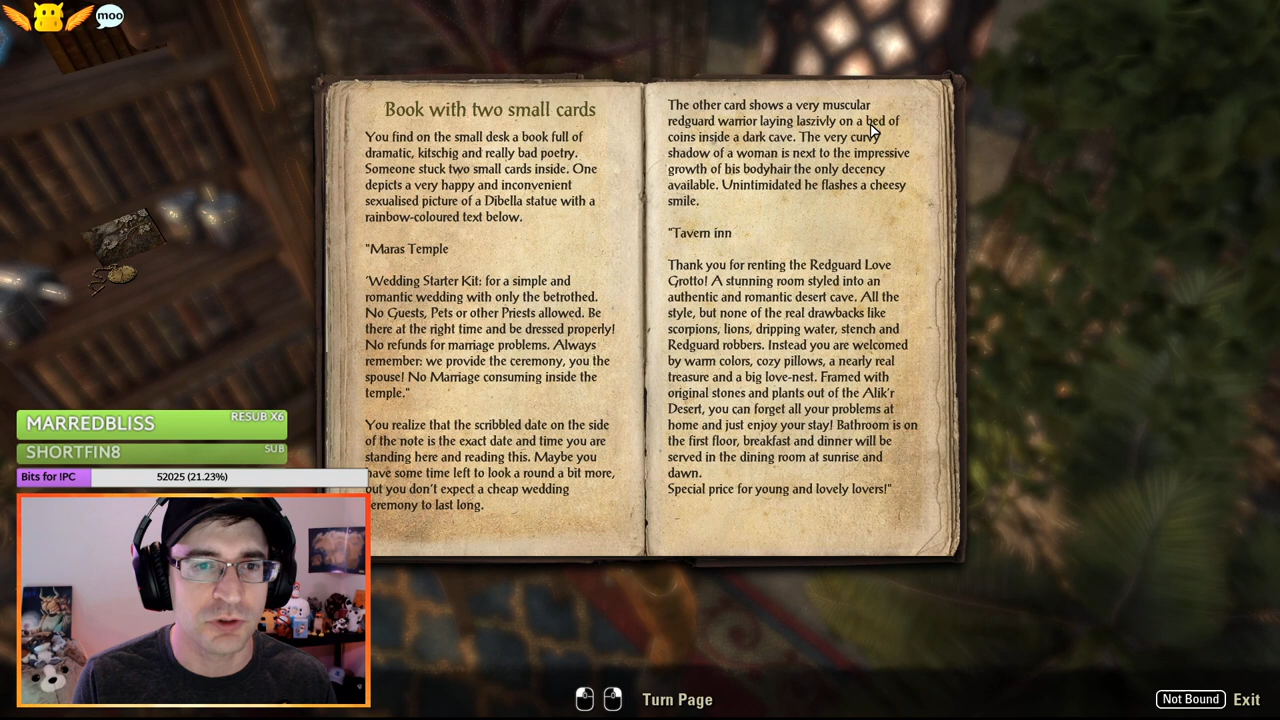 moo
Book with two small cards
You find on the small desk a book full of
dramatic, kitschig and really bad poetry.
Someone stuck two small cards inside. One
depicts a very happy and inconvenient
sexualised picture of a Dibella statue with a
rainbow-coloured text below.
"Maras Temple
'Wedding Starter Kit: for a simple and
romantic wedding with only the betrothed.
No Guests, Pets or other Priests allowed. Be
there at the right time and be dressed properly!
No refunds for marriage problems. Always
remember: we provide the ceremony, you the
spouse! No Marriage consuming inside the
temple."
You realize that the scribbled date on the side
of the note is the exact date and time you are
standing here and reading this. Maybe you
have some time left to look a round a bit more,
but you don't expect a cheap wedding
ceremony to last long.
The other card shows a very muscular
redguard warrior laying laszivly on a bed of
coins inside a dark cave. The very curvy
shadow of a woman is next to the impressive
growth of his bodyhair the only decency
available. Unintimidated he flashes a cheesy
smile.
"Tavern inn
Thank you for renting the Redguard Love
Grotto! A stunning room styled into an
authentic and romantic desert cave. All the
style, but none of the real drawbacks like
scorpions, lions, dripping water, stench and
Redguard robbers. Instead you are welcomed
by warm colors, cozy pillows, a nearly real
treasure and a big love-nest. Framed with
original stones and plants out of the Alik'r
Desert, you can forget all your problems at
home and just enjoy your stay! Bathroom is on
the first floor, breakfast and dinner will be
served in the dining room at sunrise and
dawn.
Special price for young and lovely lovers!"
MARREDBLISS RESUB X6
SHORTFIN8 SUB
Bits for !PC 52025 (21.23%)
Turn Page
Not Bound Exit